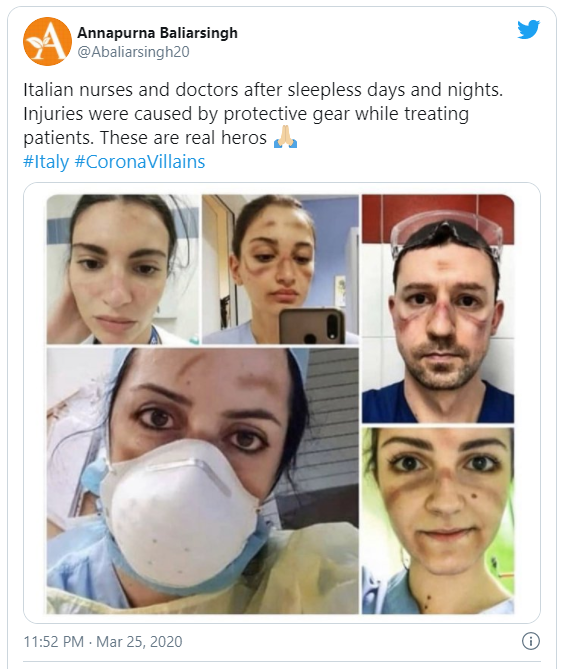 Annapurna Baliarsingh
@Abaliarsingh20
Italian nurses and doctors after sleepless days and nights.
Injuries were caused by protective gear while treating
patients. These are real heros 🙏🏻
#Italy #CoronaVillains
11:52 PM · Mar 25, 2020